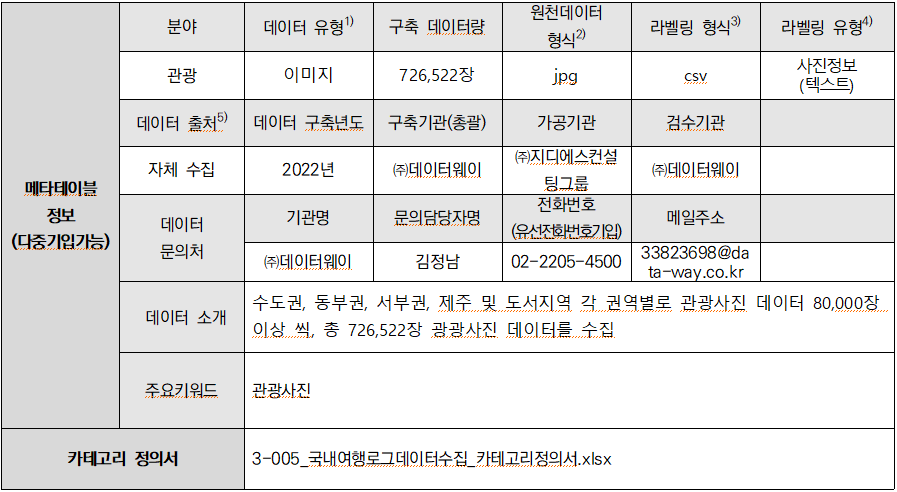 분야 데이터 유형1) 구축 데이터량 원천데이터 형식2) 라벨링 형식3) 라벨링 유형4)
관광 이미지 726,522장 jpg csv 사진정보 (텍스트)
데이터 출처5) 데이터 구축년도 구축기관(총괄) 가공기관 검수기관
자체 수집 2022년 ㈜데이터웨이 ㈜지디에스컨설팅그룹 ㈜데이터웨이
메타테이블
정보
(다중기입가능)
데이터
문의처
기관명 문의담당자명 전화번호 (유선전화번호기입) 메일주소
㈜데이터웨이 김정남 02-2205-4500 33823698@data-way.co.kr
데이터 소개
수도권, 동부권, 서부권, 제주 및 도서지역 각 권역별로 관광사진 데이터 80,000장
이상 씩, 총 726,522장 광광사진 데이터를 수집
주요키워드 관광사진
카테고리 정의서 3-005_국내여행로그데이터수집_카테고리정의서.xlsx